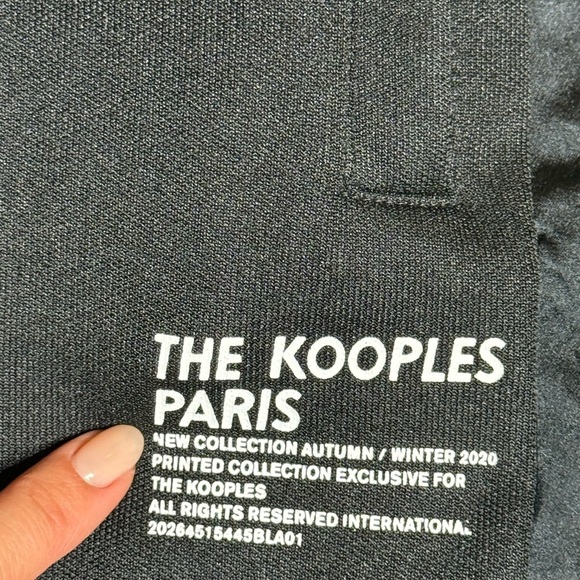 THE KOOPLES
PARIS
NEW COLLECTION AUTUMN / WINTER 2020
PRINTED COLLECTION EXCLUSIVE FOR
THE KOOPLES
ALL RIGHTS RESERVED INTERNATIONAL
20264515445BLA01